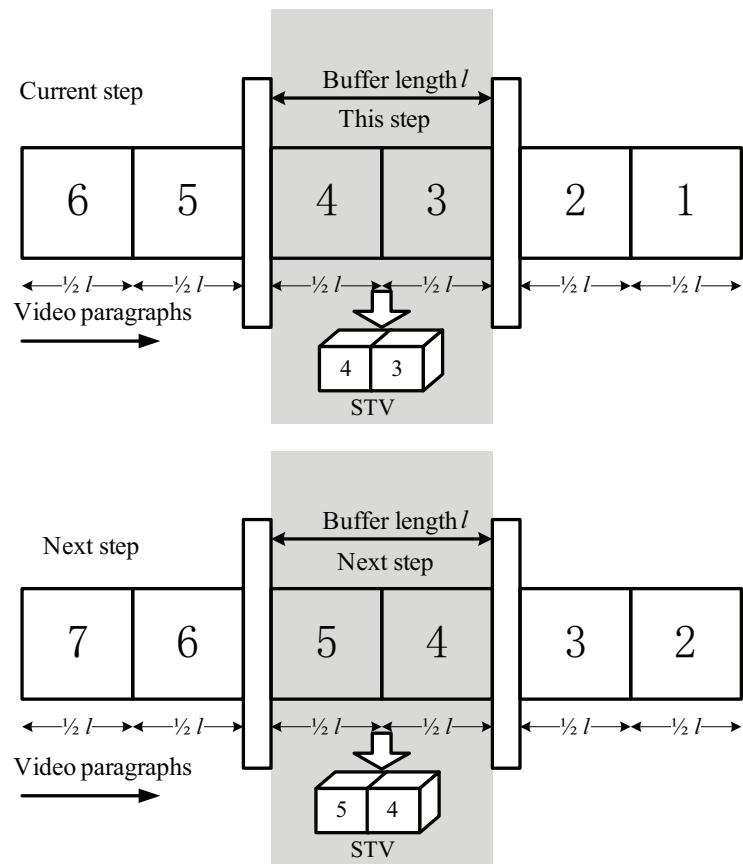 Buffer length l
Current step
This step
6 5 4 3 2 1
½ l ½ l ½ l ½ l ½ l ½ l
Video paragraphs
4 3
STV
Buffer length l
Next step
Next step
7 6 5 4 3 2
½ l ½ l ½ l ½ l ½ l ½ l
Video paragraphs
5 4
STV